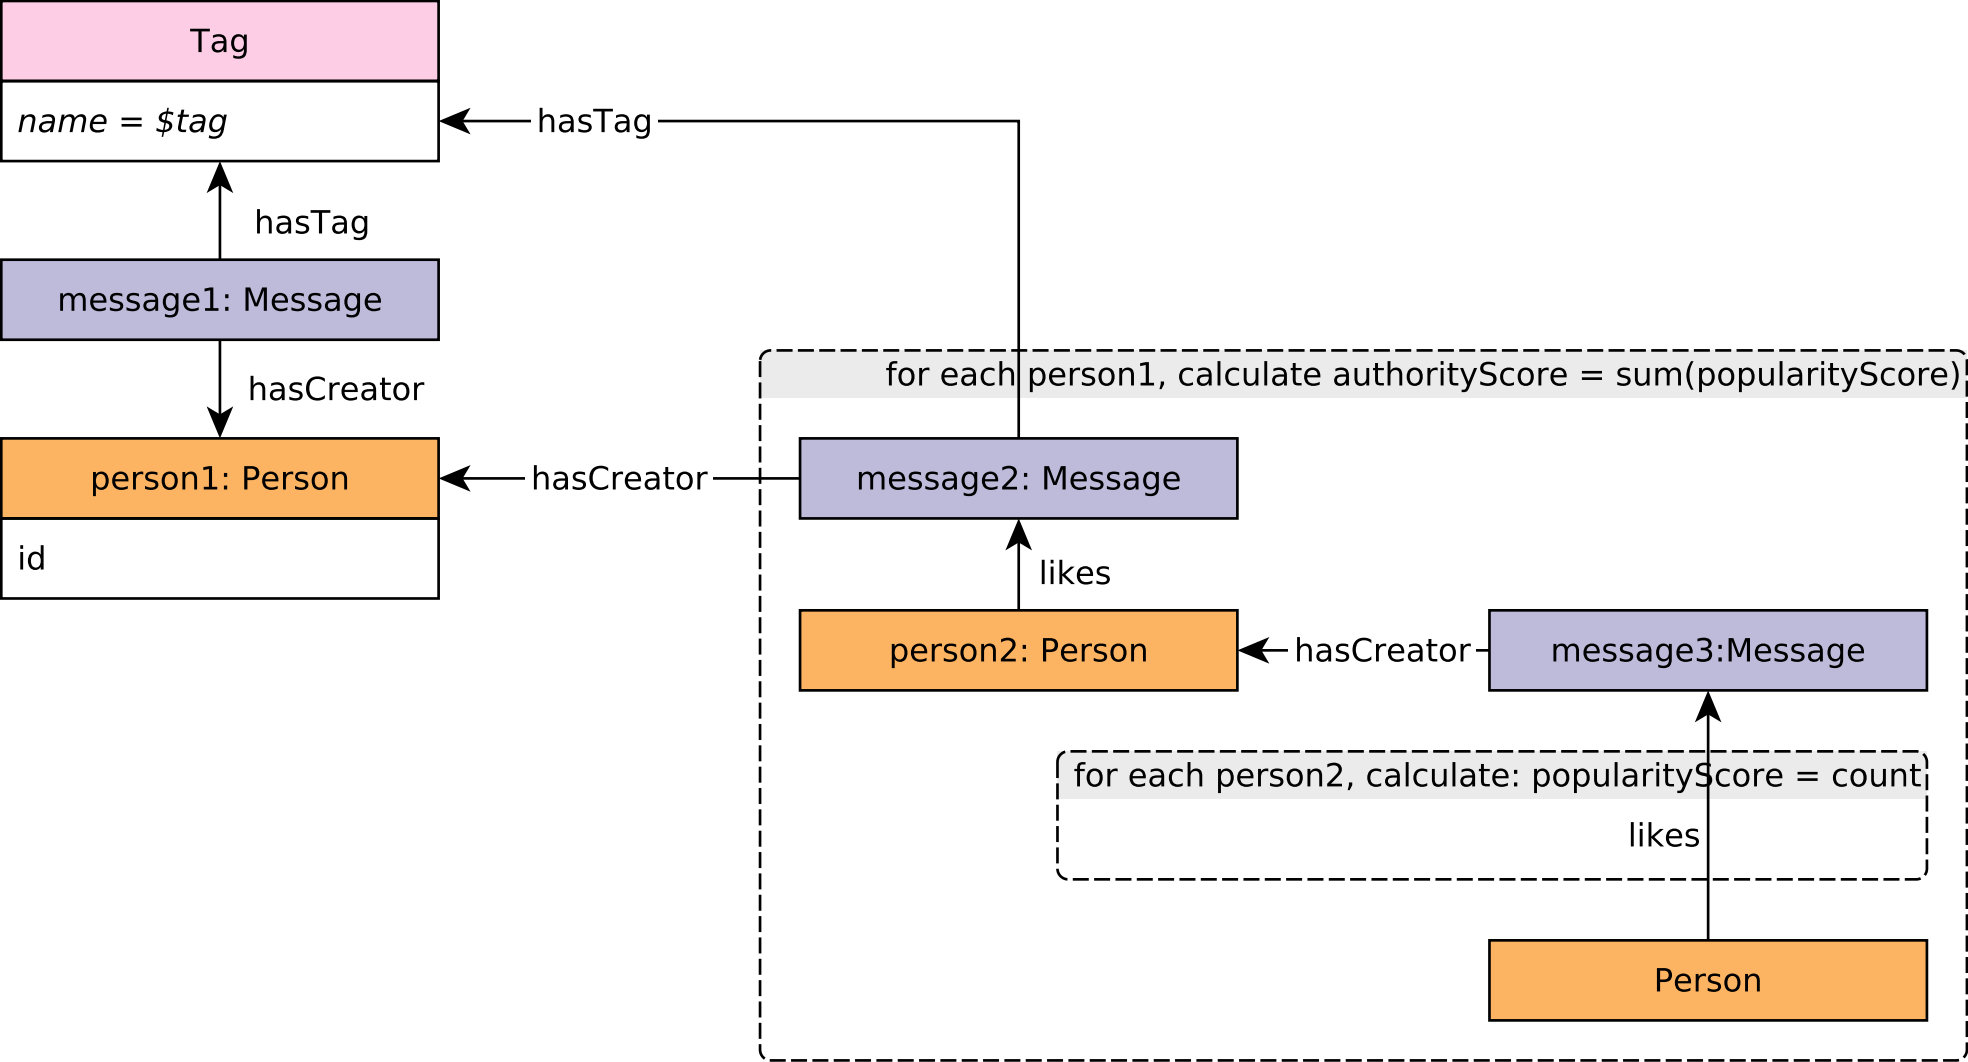 Tag
name = $tag
hasTag
hasTag
message1: Message
for each person1, calculate authorityScore = sum(popularityScore)
hasCreator
person1: Person
hasCreator
message2: Message
id
likes
person2: Person
hasCreator
message3:Message
for each person2, calculate: popularityScore = count
likes
Person